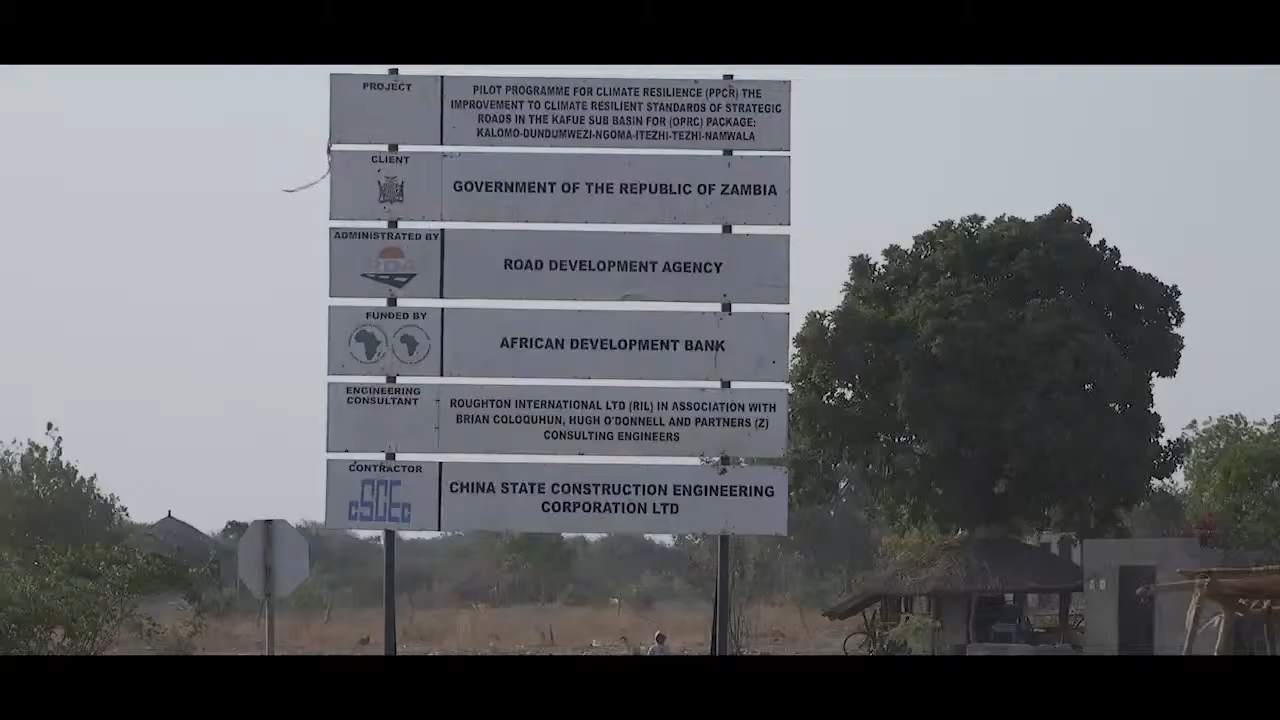 PROJECT
PILOT PROGRAMME FOR CLIMATE RESILIENCE (PPCR) THE
IMPROVEMENT TO CLIMATE RESILIENT STANDARDS OF STRATEGIC
ROADS IN THE KAFUE SUB BASIN FOR (OPRC) PACKAGE:
KALOMO-DUNDUMWEZI-NGOMA-ITEZHI-TEZHI-NAMWALA
CLIENT
GOVERNMENT OF THE REPUBLIC OF ZAMBIA
ADMINISTRATED BY
RDA
ROAD DEVELOPMENT AGENCY
FUNDED BY
AFRICAN DEVELOPMENT BANK
ENGINEERING
CONSULTANT
ROUGHTON INTERNATIONAL LTD (RIL) IN ASSOCIATION WITH
BRIAN COLOQUHUN, HUGH O'DONNELL AND PARTNERS (Z)
CONSULTING ENGINEERS
CONTRACTOR
CSCEC
CHINA STATE CONSTRUCTION ENGINEERING
CORPORATION LTD